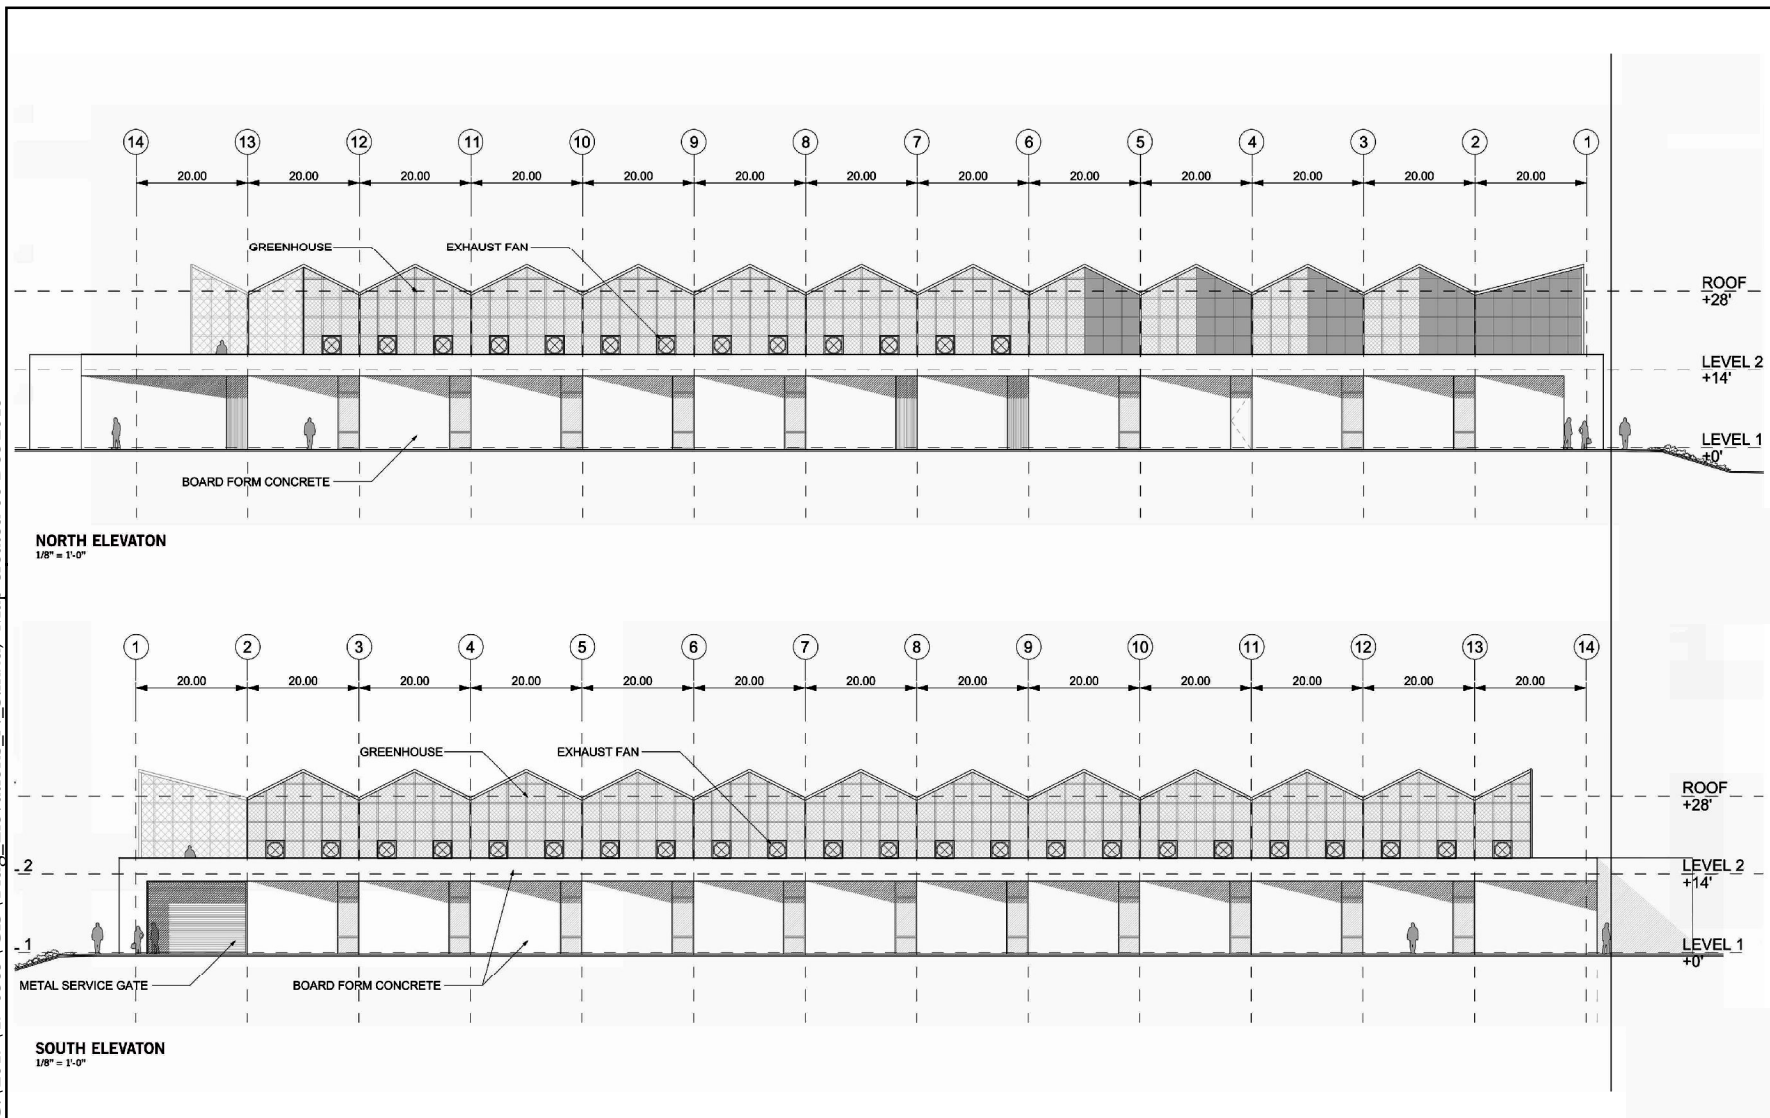 14 13 12 11 10 9 8 7 6 5 4 3 2 1
20.00 20.00 20.00 20.00 20.00 20.00 20.00 20.00 20.00 20.00 20.00 20.00 20.00
GREENHOUSE EXHAUST FAN
ROOF
+28'
LEVEL 2
+14'
LEVEL 1
+0'
BOARD FORM CONCRETE
NORTH ELEVATON
1/8" = 1'-0"
1 2 3 4 5 6 7 8 9 10 11 12 13 14
20.00 20.00 20.00 20.00 20.00 20.00 20.00 20.00 20.00 20.00 20.00 20.00 20.00
GREENHOUSE EXHAUST FAN
ROOF
+28'
2 LEVEL 2
+14'
1 LEVEL 1
+0'
METAL SERVICE GATE BOARD FORM CONCRETE
SOUTH ELEVATON
1/8" = 1'-0"